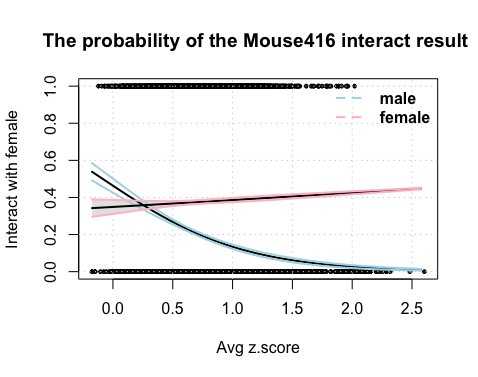 The probability of the Mouse416 interact result
male
female
Interact with female
0.0 0.2 0.4 0.6 0.8 1.0
0.0 0.5 1.0 1.5 2.0 2.5
Avg z.score